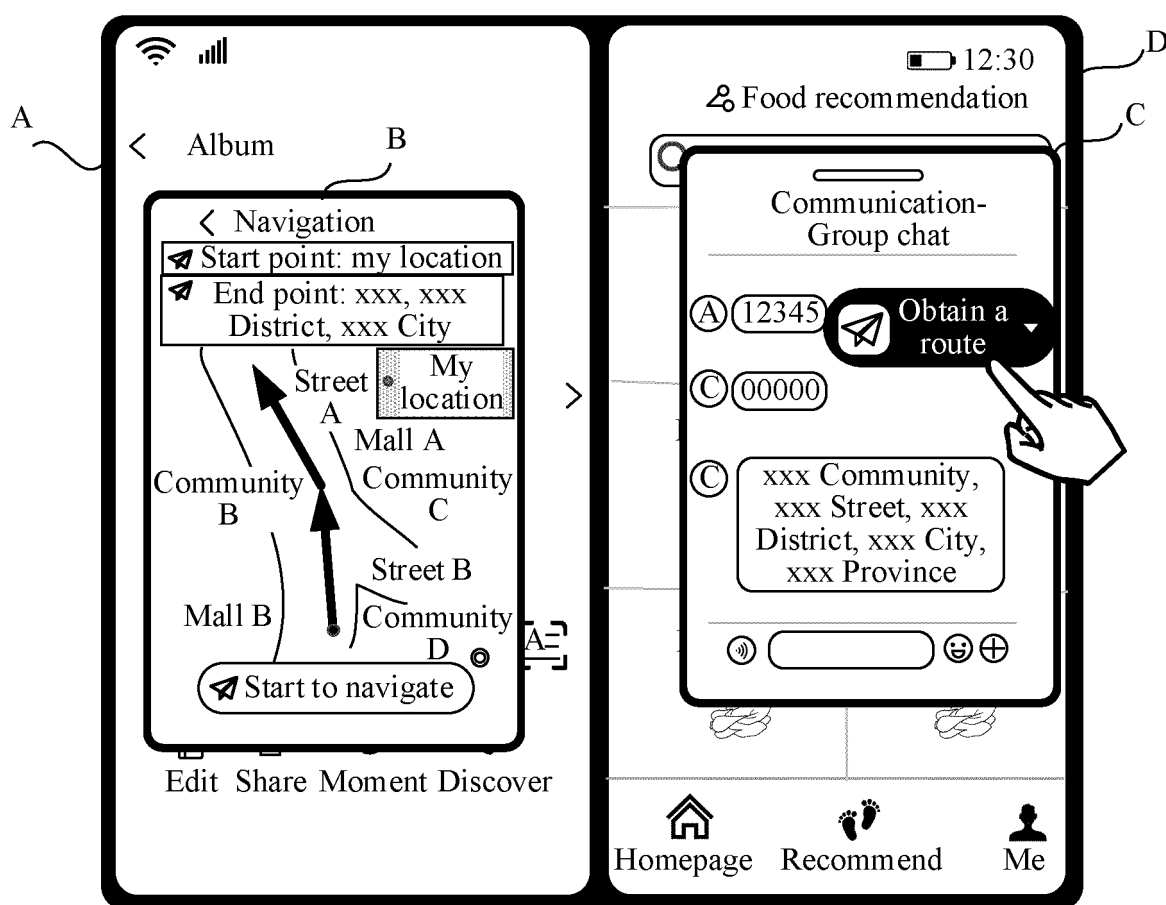 12:30
Food recommendation
A
D
C
Album
B
Navigation
Start point: my location
End point: xxx, xxx
District, xxx City
My
location
Street
A
Mall A
Community
B
Community
C
Street B
Mall B
Community
D
Start to navigate
A
Edit Share Moment Discover
Communication-
Group chat
A 12345
Obtain a
route
C 00000
C xxx Community,
xxx Street, xxx
District, xxx City,
xxx Province
Homepage Recommend Me